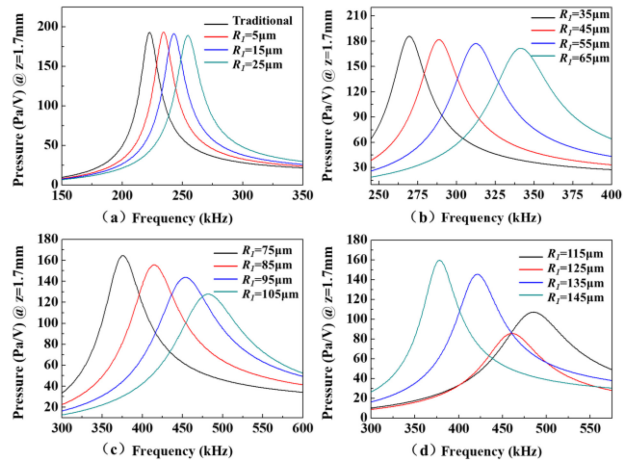 Pressure (Pa/V) @ z=1.7mm
250
200
150
100
50
0
Traditional
R1=5μm
R1=15μm
R1=25μm
150 200 250 300 350
(a) Frequency (kHz)
Pressure (Pa/V) @ z=1.7mm
210
180
150
120
90
60
30
R1=35μm
R1=45μm
R1=55μm
R1=65μm
250 275 300 325 350 375 400
(b) Frequency (kHz)
Pressure (Pa/V) @ z=1.7mm
180
160
140
120
100
80
60
40
20
R1=75μm
R1=85μm
R1=95μm
R1=105μm
300 350 400 450 500 550 600
(c) Frequency (kHz)
Pressure (Pa/V) @ z=1.7mm
180
160
140
120
100
80
60
40
20
0
R1=115μm
R1=125μm
R1=135μm
R1=145μm
300 350 400 450 500 550
(d) Frequency (kHz)